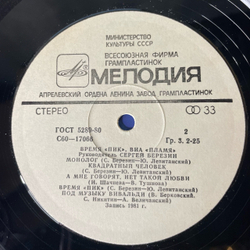 МИНИСТЕРСТВО
КУЛЬТУРЫ СССР
ВСЕСОЮЗНАЯ ФИРМА
ГРАМПЛАСТИНОК
МЕЛОДИЯ
АПРЕЛЕВСКИЙ ОРДЕНА ЛЕНИНА ЗАВОД ГРАМПЛАСТИНОК
СТЕРЕО 33
ГОСТ 5289-80 2
С60—17068 Гр. 3. 2-25
ВРЕМЯ «ПИК», ВИА «ПЛАМЯ»
Руководитель СЕРГЕЙ БЕРЕЗИН
МОНОЛОГ (С. Березин — Ю. Левитанский)
КВАДРАТНЫЙ ЧЕЛОВЕК
(С. Березин — Ю. Левитанский)
А МНЕ ГОВОРЯТ, НЕТ ТАКОЙ ЛЮБВИ
(И. — В. Тушнова)
ВРЕМЯ «ПИК» (С. Березин — Ю. Левитанский)
ПОД МУЗЫКУ ВИВАЛЬДИ (В. Берковский,
С. Никитин — А. Величанский)
Запись 1981 г.